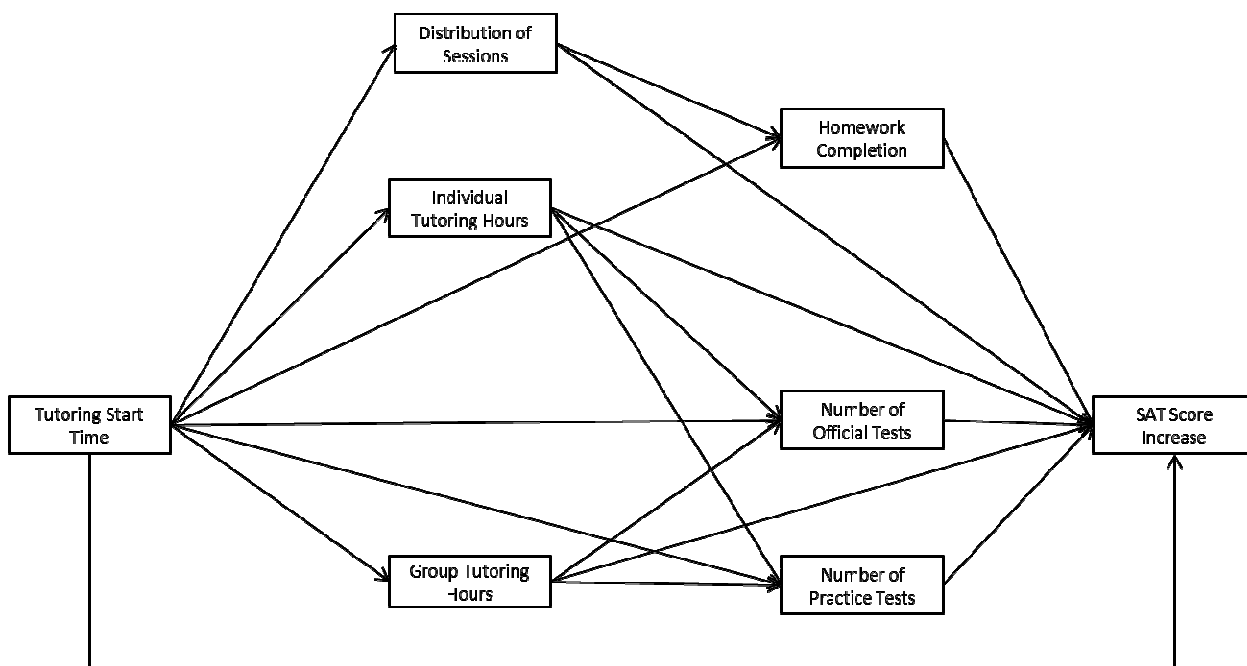 Distribution of
Sessions
Homework
Completion
Individual
Tutoring Hours
Tutoring Start
Time
Number of
Official Tests
SAT Score
Increase
Group Tutoring
Hours
Number of
Practice Tests